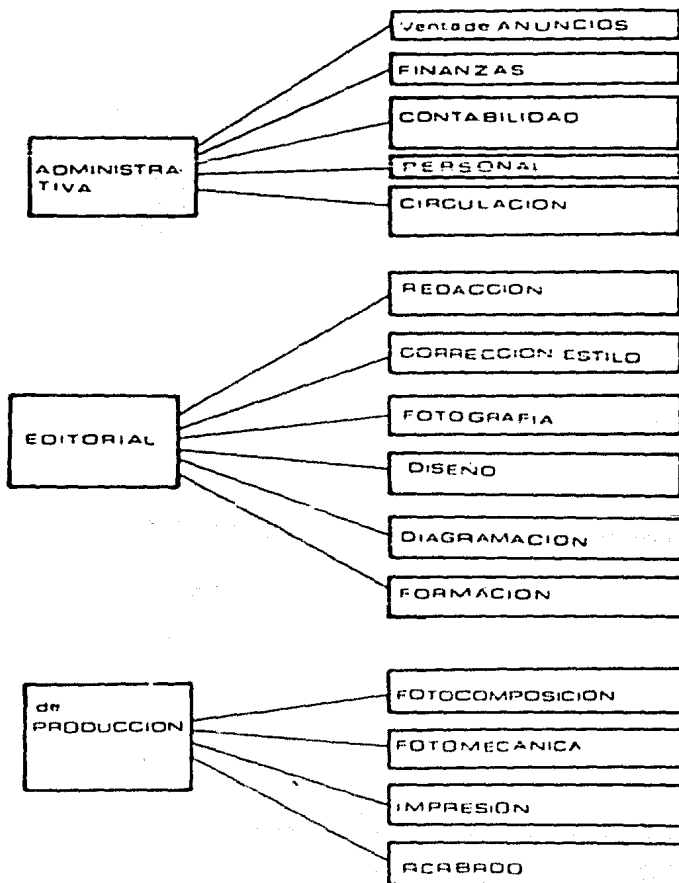 Venta de ANUNCIOS
FINANZAS
CONTABILIDAD
ADMINISTRA-
TIVA
PERSONAL
CIRCULACION
REDACCION
CORRECCION ESTILO
EDITORIAL
FOTOGRAFIA
DISEÑO
DIAGRAMACION
FORMACION
de
PRODUCCION
FOTOCOMPOSICION
FOTOMECANICA
IMPRESION
ACABADO